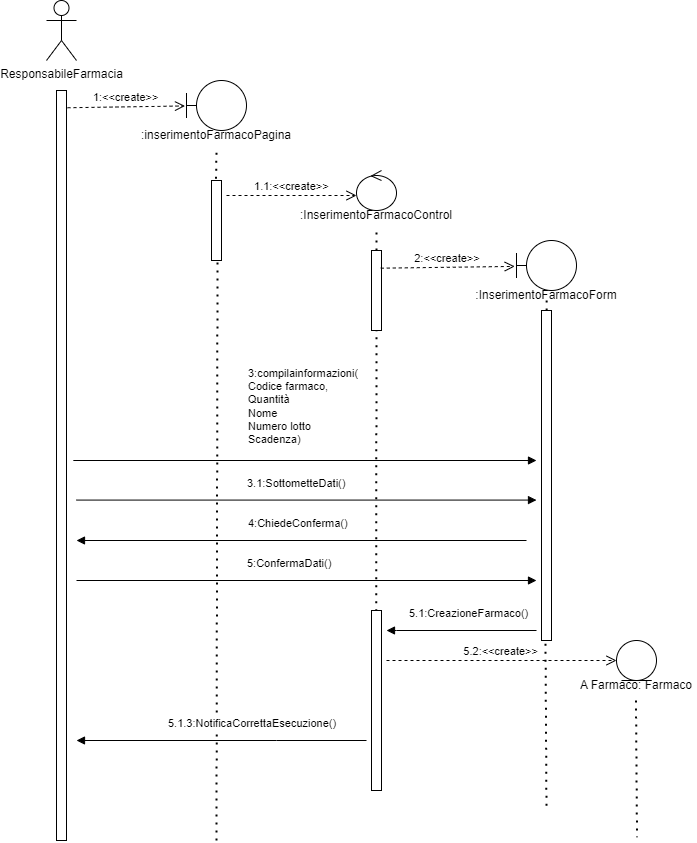 ResponsabileFarmacia
1:<<create>>
:inserimentoFarmacoPagina
1.1:<<create>>
:InserimentoFarmacoControl
2:<<create>>
:InserimentoFarmacoForm
3:compilainformazioni(
Codice farmaco,
Quantità
Nome
Numero lotto
Scadenza)
3.1:SottometteDati()
4:ChiedeConferma()
5:ConfermaDati()
5.1:CreazioneFarmaco()
5.2:<<create>>
A Farmaco: Farmaco
5.1.3:NotificaCorrettaEsecuzione()